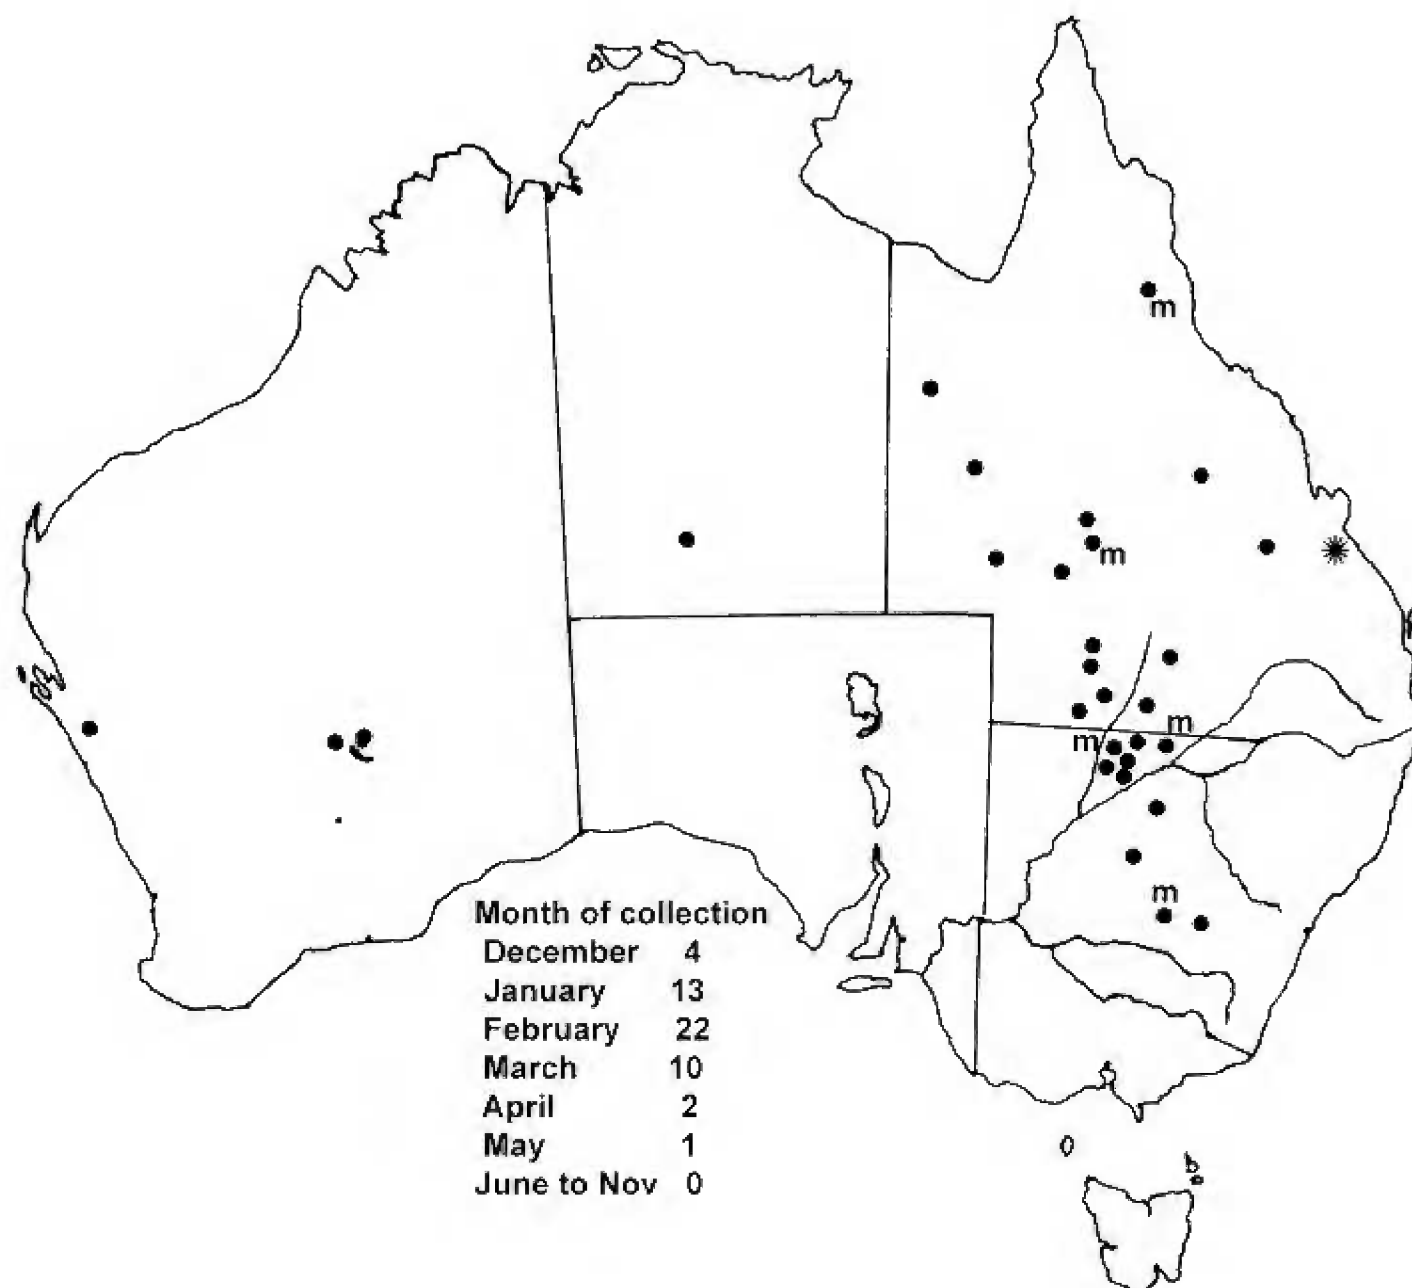 m
m
m
m
m
Month of collection
December 4
January 13
February 22
March 10
April 2
May 1
June to Nov 0